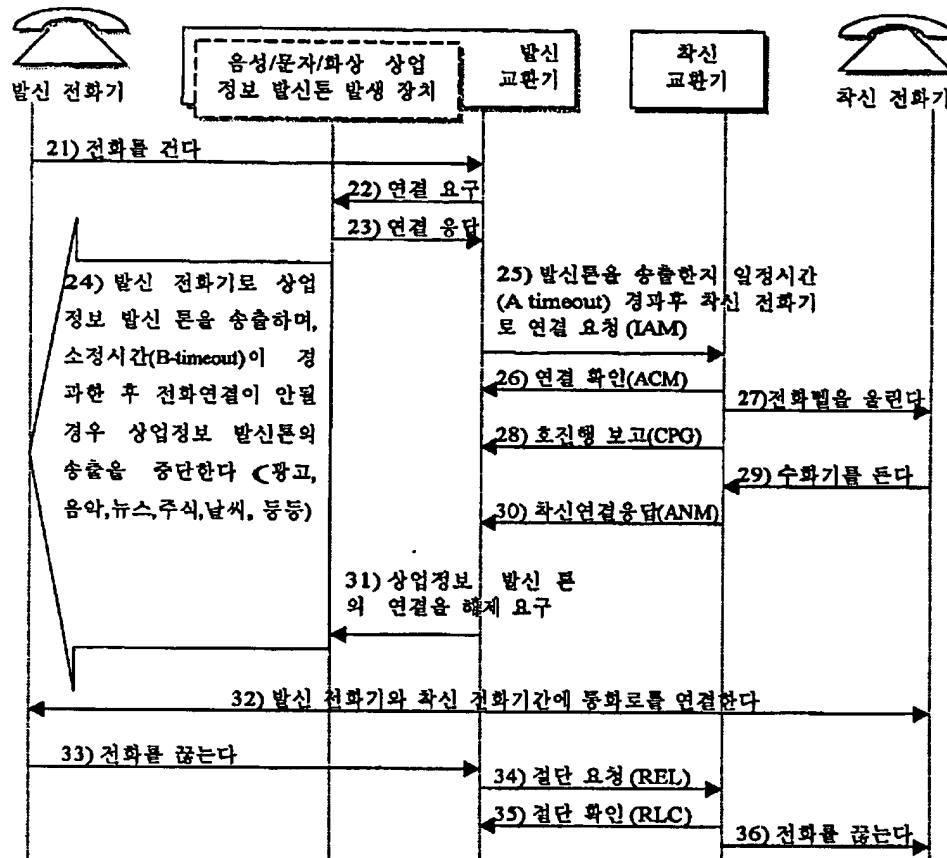 발신 전화기
음성/문자/화상 상업
정보 발신톤 발생 장치
발신
교환기
착신
교환기
착신 전화기
21) 전화를 건다
22) 연결 요구
23) 연결 응답
24) 발신 전화기로 상업
정보 발신 톤을 송출하며,
소정시간(B-timeout)이 경
과한 후 전화연결이 안될
경우 상업정보 발신톤의
송출을 중단한다 (광고,
음악,뉴스,주식,날씨, 등등)
25) 발신톤을 송출한지 일정시간
(A timeout) 경과후 착신 전화기
로 연결 요청 (IAM)
26) 연결 확인(ACM)
27)전화벨을 울린다
28) 호진행 보고(CPG)
29) 수화기를 든다
30) 착신연결응답(ANM)
31) 상업정보 발신 톤
의 연결을 해제 요구
32) 발신 전화기와 착신 전화기간에 통화로를 연결한다
33) 전화를 끊는다
34) 절단 요청 (REL)
35) 절단 확인 (RLC)
36) 전화를 끊는다